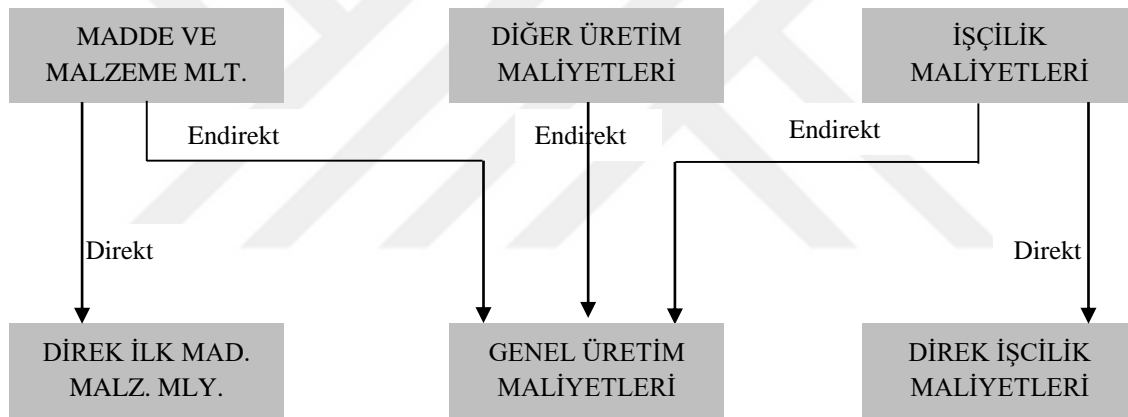 MADDE VE
MALZEME MLT.
DİĞER ÜRETİM
MALİYETLERİ
İŞÇİLİK
MALİYETLERİ
Endirekt
Endirekt
Endirekt
Direkt
Direkt
DİREK İLK MAD.
MALZ. MLY.
GENEL ÜRETİM
MALİYETLERİ
DİREK İŞCİLİK
MALİYETLERİ